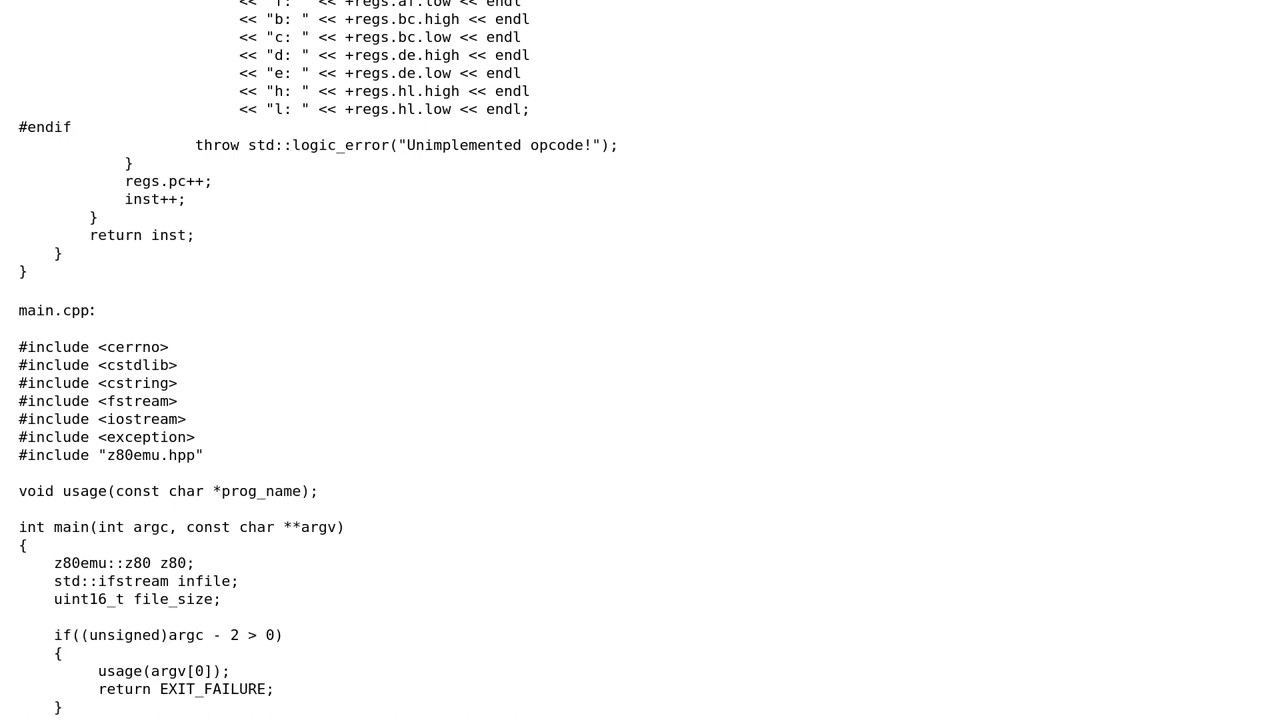 << "f: " << +regs.af.low << endl
<< "b: " << +regs.bc.high << endl
<< "c: " << +regs.bc.low << endl
<< "d: " << +regs.de.high << endl
<< "e: " << +regs.de.low << endl
<< "h: " << +regs.hl.high << endl
<< "l: " << +regs.hl.low << endl;
#endif
throw std::logic_error("Unimplemented opcode!");
}
regs.pc++;
inst++;
}
return inst;
}
}
main.cpp:
#include <cerrno>
#include <cstdlib>
#include <cstring>
#include <fstream>
#include <iostream>
#include <exception>
#include "z80emu.hpp"
void usage(const char *prog_name);
int main(int argc, const char **argv)
{
z80emu::z80 z80;
std::ifstream infile;
uint16_t file_size;
if((unsigned)argc - 2 > 0)
{
usage(argv[0]);
return EXIT_FAILURE;
}